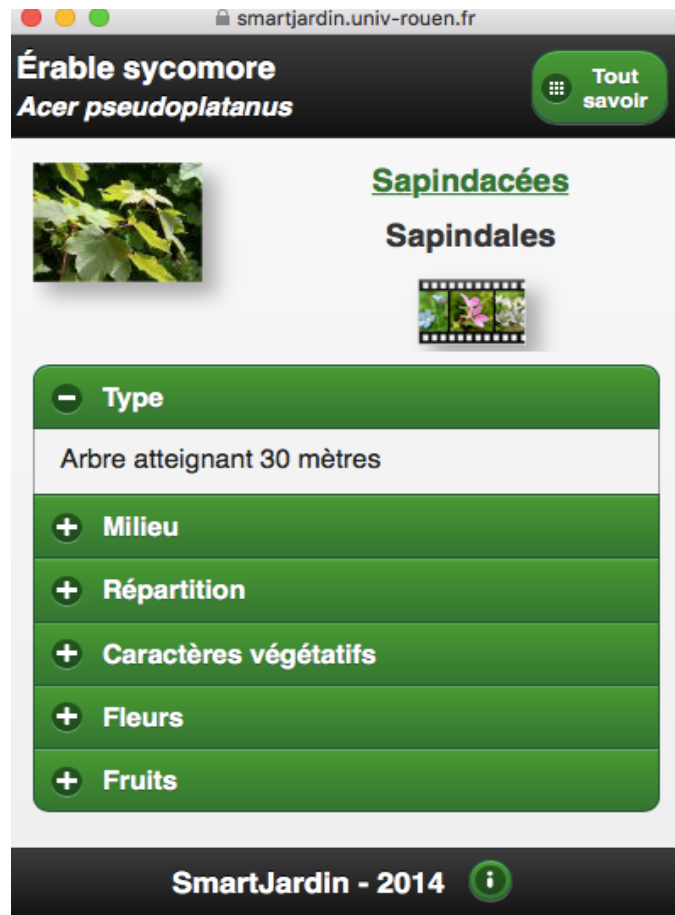 smartjardin.univ-rouen.fr
Érable sycomore
Acer pseudoplatanus
Tout
savoir
Sapindacées
Sapindales
Type
Arbre atteignant 30 mètres
Milieu
Répartition
Caractères végétatifs
Fleurs
Fruits
SmartJardin - 2014